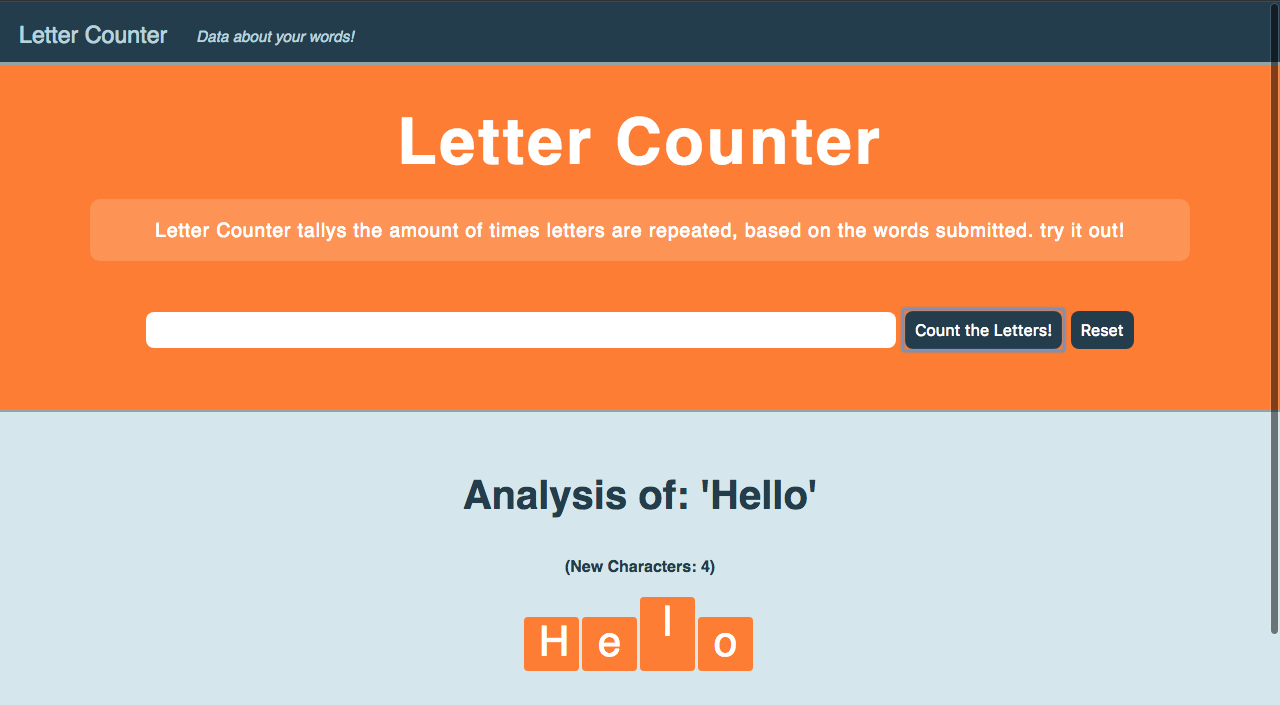 Letter Counter Data about your words!
Letter Counter
Letter Counter tallys the amount of times letters are repeated, based on the words submitted. try it out!
Count the Letters! Reset
Analysis of: 'Hello'
(New Characters: 4)
H e l o